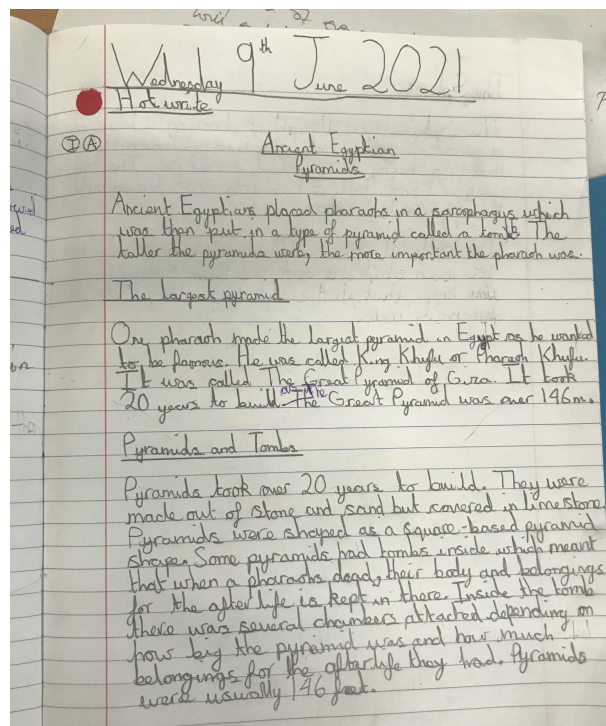 Wednesday 9th June 2021
Hot write
I A
Ancient Egyptian
Pyramids
Ancient Egyptians placed pharaohs in a sarcophagus which
was then put in a type of pyramid called a tomb. The
taller the pyramids were, the more important the pharaoh was.
The largest pyramid
One pharaoh made the largest pyramid in Egypt as he wanted
to be famous. He was called King Khufu or Pharaoh Khufu.
It was called The Great Pyramid of Giza. It took
20 years to build. The Great Pyramid was over 146m.
Pyramids and Tombs
Pyramids took over 20 years to build. They were
made out of stone and sand but covered in limestone.
Pyramids were shaped as a square-based pyramid
shape. Some pyramids had tombs inside which meant
that when a pharaohs dead, their body and belongings
for the afterlife is kept in there. Inside the tomb
there was several chambers attached depending on
how big the pyramid was and how much
belongings for the afterlife they had. Pyramids
were usually 146 feet.